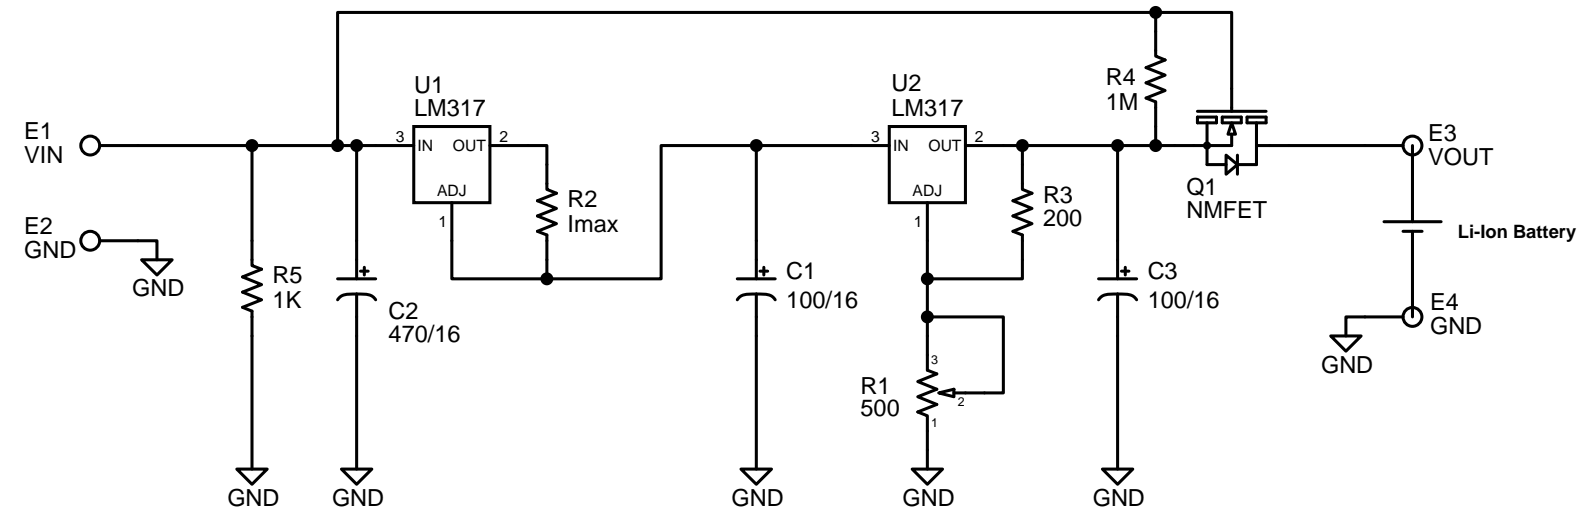 E1
VIN
E2
GND
GND
R5
1K
GND
C2
470/16
GND
U1
LM317
3
IN
OUT
2
ADJ
1
R2
Imax
C1
100/16
GND
U2
LM317
3
IN
OUT
2
ADJ
1
R3
200
R1
500
3
2
1
GND
C3
100/16
GND
R4
1M
Q1
NMFET
E3
VOUT
Li-Ion Battery
E4
GND
GND